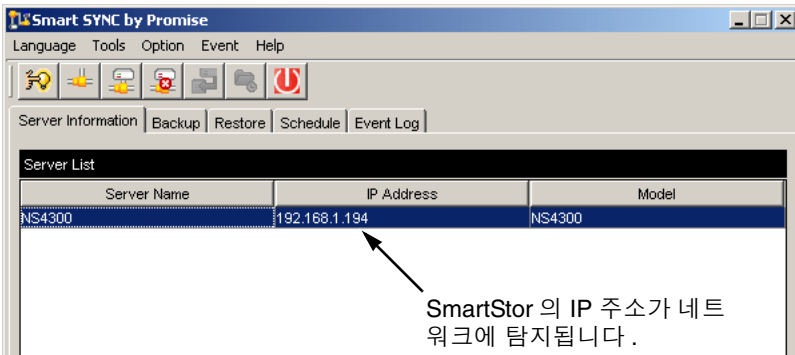 Smart SYNC by Promise
Language Tools Option Event Help
Server Information Backup Restore Schedule Event Log
Server List
Server Name IP Address Model
NS4300 192.168.1.194 NS4300
SmartStor 의 IP 주소가 네트
워크에 탐지됩니다 .